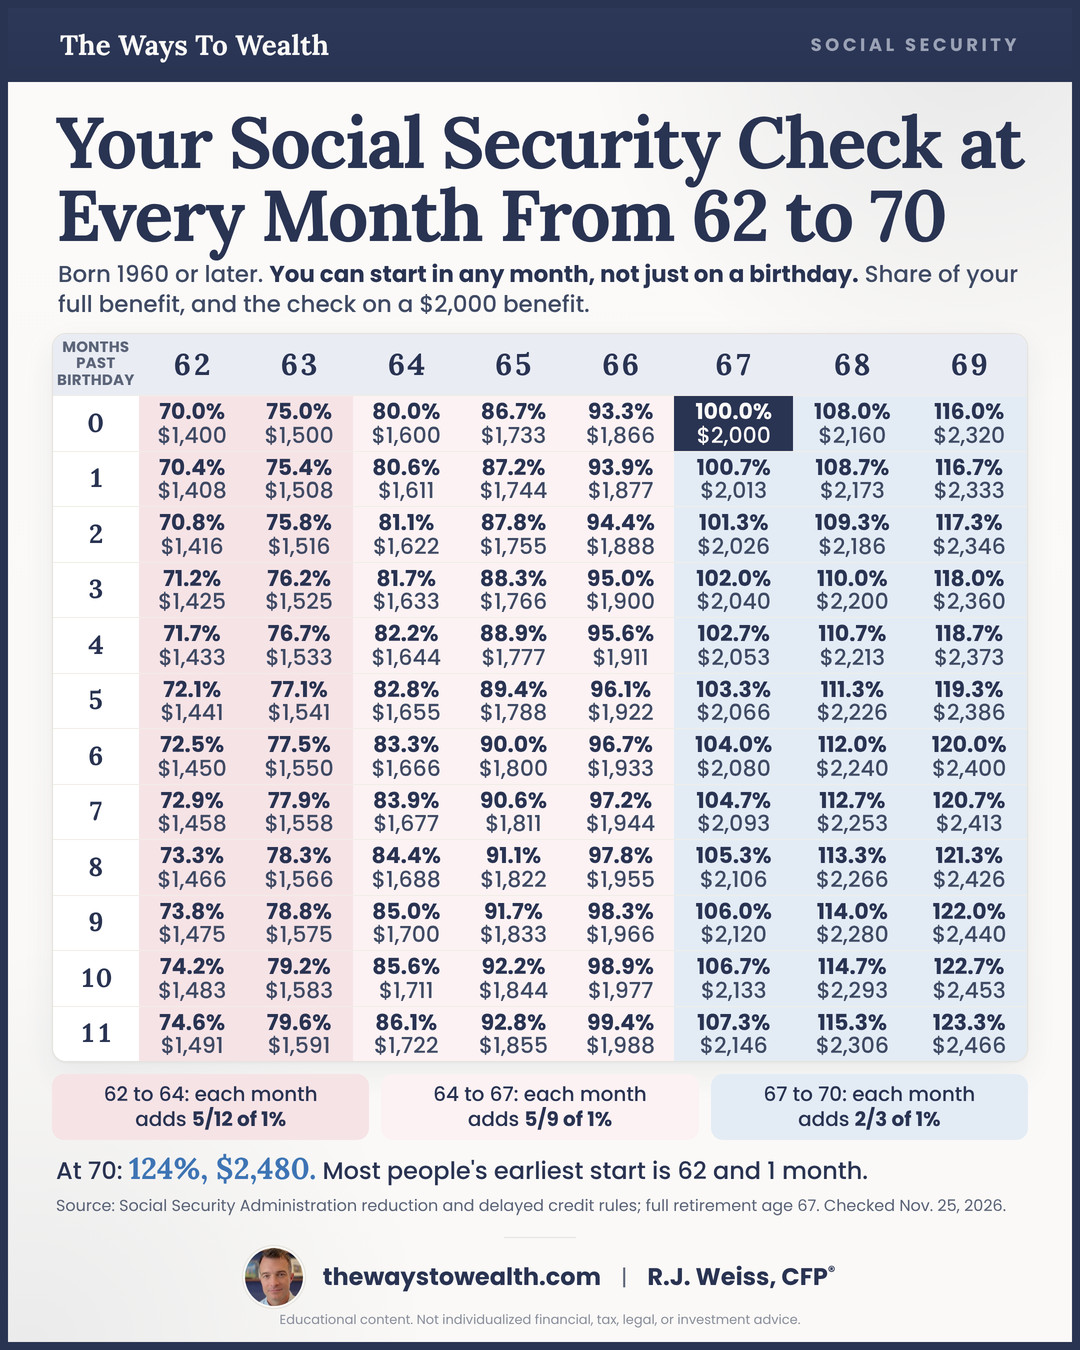 The Ways To Wealth
SOCIAL SECURITY
Your Social Security Check at
Every Month From 62 to 70
Born 1960 or later. You can start in any month, not just on a birthday. Share of your
full benefit, and the check on a $2,000 benefit.
MONTHS
PAST
BIRTHDAY
62 63 64 65 66 67 68 69
0 70.0% 75.0% 80.0% 86.7% 93.3% 100.0% 108.0% 116.0%
$1,400 $1,500 $1,600 $1,733 $1,866 $2,000 $2,160 $2,320
1 70.4% 75.4% 80.6% 87.2% 93.9% 100.7% 108.7% 116.7%
$1,408 $1,508 $1,611 $1,744 $1,877 $2,013 $2,173 $2,333
2 70.8% 75.8% 81.1% 87.8% 94.4% 101.3% 109.3% 117.3%
$1,416 $1,516 $1,622 $1,755 $1,888 $2,026 $2,186 $2,346
3 71.2% 76.2% 81.7% 88.3% 95.0% 102.0% 110.0% 118.0%
$1,425 $1,525 $1,633 $1,766 $1,900 $2,040 $2,200 $2,360
4 71.7% 76.7% 82.2% 88.9% 95.6% 102.7% 110.7% 118.7%
$1,433 $1,533 $1,644 $1,777 $1,911 $2,053 $2,213 $2,373
5 72.1% 77.1% 82.8% 89.4% 96.1% 103.3% 111.3% 119.3%
$1,441 $1,541 $1,655 $1,788 $1,922 $2,066 $2,226 $2,386
6 72.5% 77.5% 83.3% 90.0% 96.7% 104.0% 112.0% 120.0%
$1,450 $1,550 $1,666 $1,800 $1,933 $2,080 $2,240 $2,400
7 72.9% 77.9% 83.9% 90.6% 97.2% 104.7% 112.7% 120.7%
$1,458 $1,558 $1,677 $1,811 $1,944 $2,093 $2,253 $2,413
8 73.3% 78.3% 84.4% 91.1% 97.8% 105.3% 113.3% 121.3%
$1,466 $1,566 $1,688 $1,822 $1,955 $2,106 $2,266 $2,426
9 73.8% 78.8% 85.0% 91.7% 98.3% 106.0% 114.0% 122.0%
$1,475 $1,575 $1,700 $1,833 $1,966 $2,120 $2,280 $2,440
10 74.2% 79.2% 85.6% 92.2% 98.9% 106.7% 114.7% 122.7%
$1,483 $1,583 $1,711 $1,844 $1,977 $2,133 $2,293 $2,453
11 74.6% 79.6% 86.1% 92.8% 99.4% 107.3% 115.3% 123.3%
$1,491 $1,591 $1,722 $1,855 $1,988 $2,146 $2,306 $2,466
62 to 64: each month
adds 5/12 of 1%
64 to 67: each month
adds 5/9 of 1%
67 to 70: each month
adds 2/3 of 1%
At 70: 124%, $2,480. Most people's earliest start is 62 and 1 month.
Source: Social Security Administration reduction and delayed credit rules; full retirement age 67. Checked Nov. 25, 2026.
thewaystowealth.com | R.J. Weiss, CFP®
Educational content. Not individualized financial, tax, legal, or investment advice.